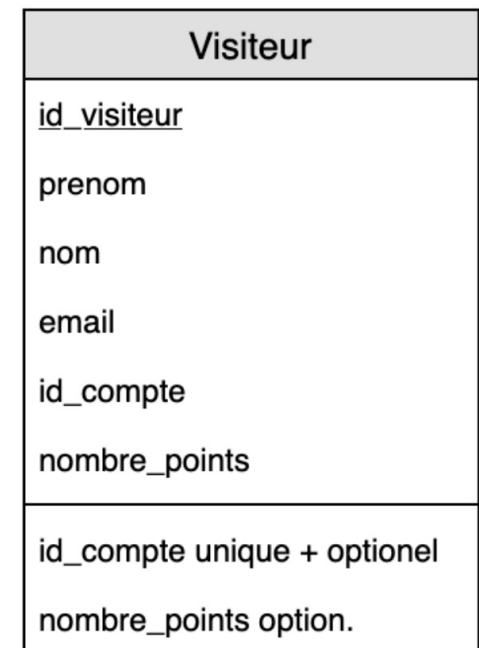 Visiteur
id_visiteur
prenom
nom
email
id_compte
nombre_points
id_compte unique + optionel
nombre_points option.